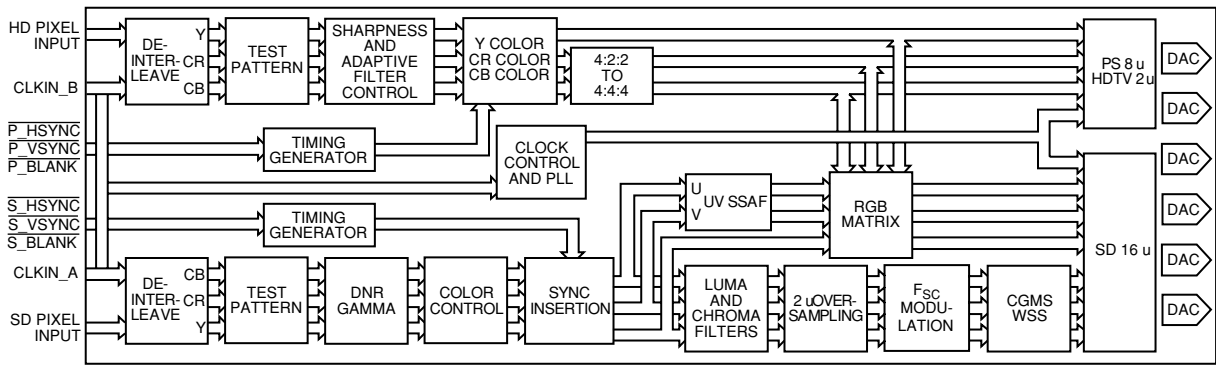 HD PIXEL
INPUT
CLKIN_B
P_HSYNC
P_VSYNC
P_BLANK
S_HSYNC
S_VSYNC
S_BLANK
CLKIN_A
SD PIXEL
INPUT
DE-
INTER-
LEAVE
Y
CR
CB
TEST
PATTERN
SHARPNESS
AND
ADAPTIVE
FILTER
CONTROL
Y COLOR
CR COLOR
CB COLOR
4:2:2
TO
4:4:4
PS 8 u
HDTV 2 u
TIMING
GENERATOR
CLOCK
CONTROL
AND PLL
TIMING
GENERATOR
U
V
UV SSAF
RGB
MATRIX
DE-
INTER-
LEAVE
CB
CR
Y
TEST
PATTERN
DNR
GAMMA
COLOR
CONTROL
SYNC
INSERTION
LUMA
AND
CHROMA
FILTERS
2 uOVER-
SAMPLING
FSC
MODU-
LATION
CGMS
WSS
SD 16 u
DAC
DAC
DAC
DAC
DAC
DAC